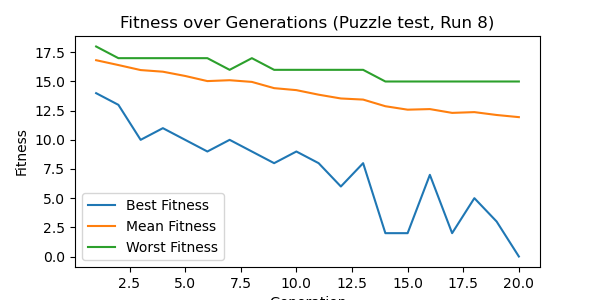 Fitness over Generations (Puzzle test, Run 8)
Fitness
17.5
15.0
12.5
10.0
7.5
5.0
2.5
0.0
Best Fitness
Mean Fitness
Worst Fitness
2.5 5.0 7.5 10.0 12.5 15.0 17.5 20.0
Generation